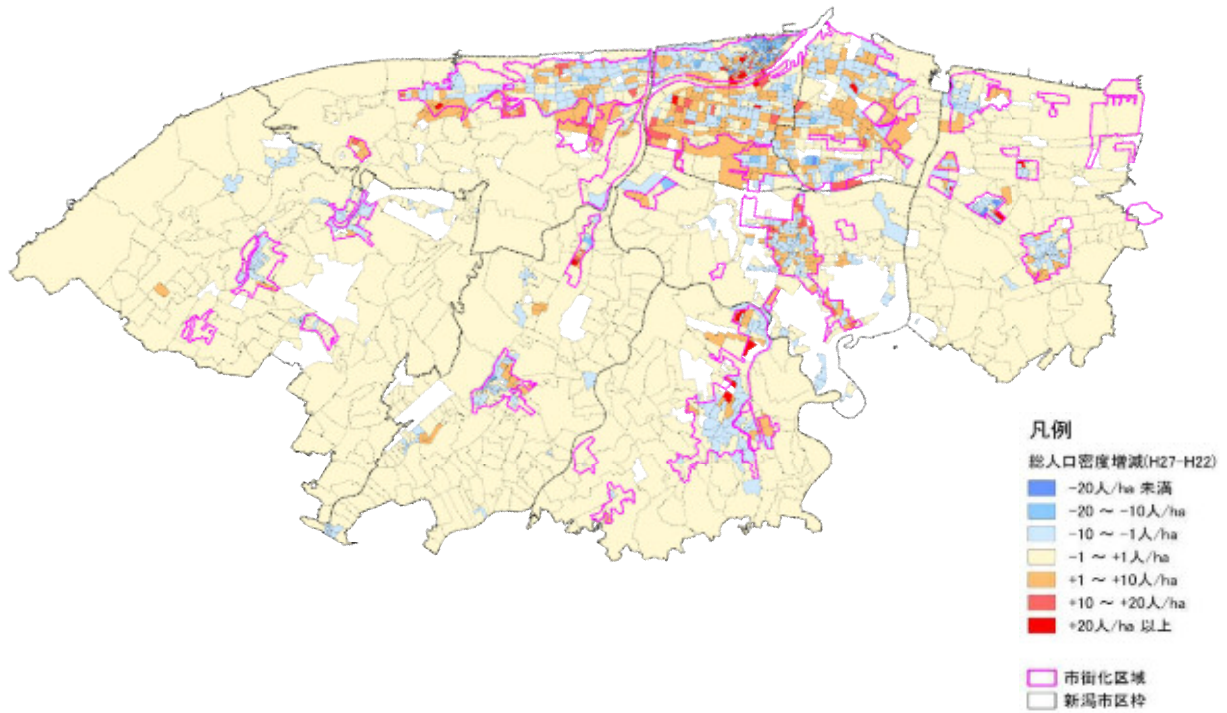 凡例
総人口密度増減(H27-H22)
-20人/ha 未満
-20 ～ -10人/ha
-10 ～ -1人/ha
-1 ～ +1人/ha
+1 ～ +10人/ha
+10 ～ +20人/ha
+20人/ha 以上
市街化区域
新潟市区枠